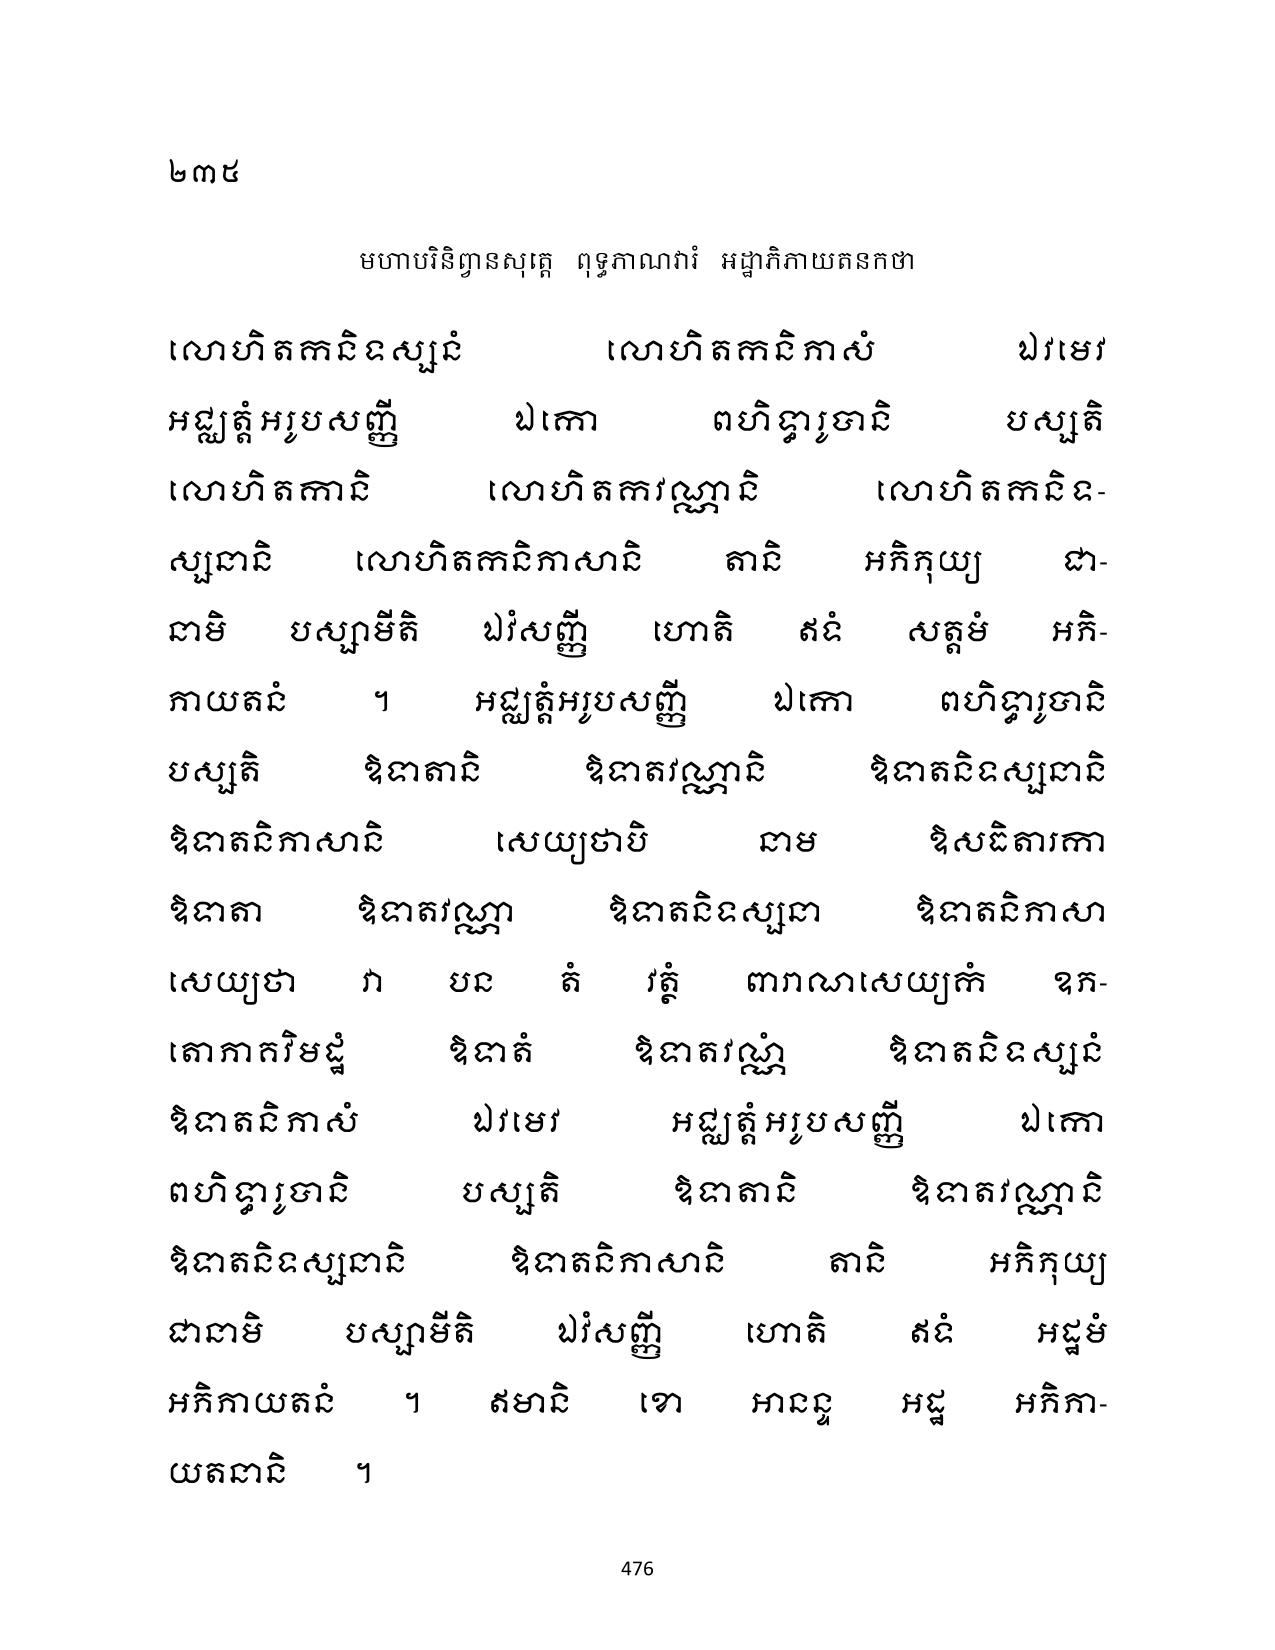 ២៣៥
មហាបរិនិព្វានសុត្តេ ពុទ្ធភាណវារំ អដ្ឋាភិភាយតនកថា
លោហិតកនិទស្សនំ លោហិតកនិភាសំ ឯវមេវ
អជ្ឈត្តំអរូបសញ្ញី ឯកោ ពហិទ្ធារូបានិ បស្សតិ
លោហិតកានិ លោហិតកវណ្ណានិ លោហិតកនិទ-
ស្សនានិ លោហិតកនិភាសានិ តានិ អភិភុយ្យ ជា-
នាមិ បស្សាមីតិ ឯវំសញ្ញី ហោតិ ឥទំ សត្តមំ អភិ-
ភាយតនំ ។ អជ្ឈត្តំអរូបសញ្ញី ឯកោ ពហិទ្ធារូបានិ
បស្សតិ ឱទាតានិ ឱទាតវណ្ណានិ ឱទាតនិទស្សនានិ
ឱទាតនិភាសានិ សេយ្យថាបិ នាម ឱសធិតារកា
ឱទាតា ឱទាតវណ្ណា ឱទាតនិទស្សនា ឱទាតនិភាសា
សេយ្យថា វា បន តំ វត្ថំ ពារាណសេយ្យកំ ឧភ-
តោភាគវិមដ្ឋំ ឱទាតំ ឱទាតវណ្ណំ ឱទាតនិទស្សនំ
ឱទាតនិភាសំ ឯវមេវ អជ្ឈត្តំអរូបសញ្ញី ឯកោ
ពហិទ្ធារូបានិ បស្សតិ ឱទាតានិ ឱទាតវណ្ណានិ
ឱទាតនិទស្សនានិ ឱទាតនិភាសានិ តានិ អភិភុយ្យ
ជានាមិ បស្សាមីតិ ឯវំសញ្ញី ហោតិ ឥទំ អដ្ឋមំ
អភិភាយតនំ ។ ឥមានិ ខោ អានន្ទ អដ្ឋ អភិភា-
យតនានិ ។
476